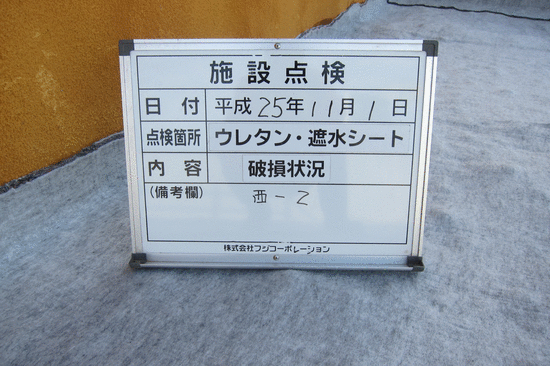 施設点検
日付 平成25年11月1日
点検箇所 ウレタン・遮水シート
内容 破損状況
(備考欄) 西-2
株式会社フジコーポレーション